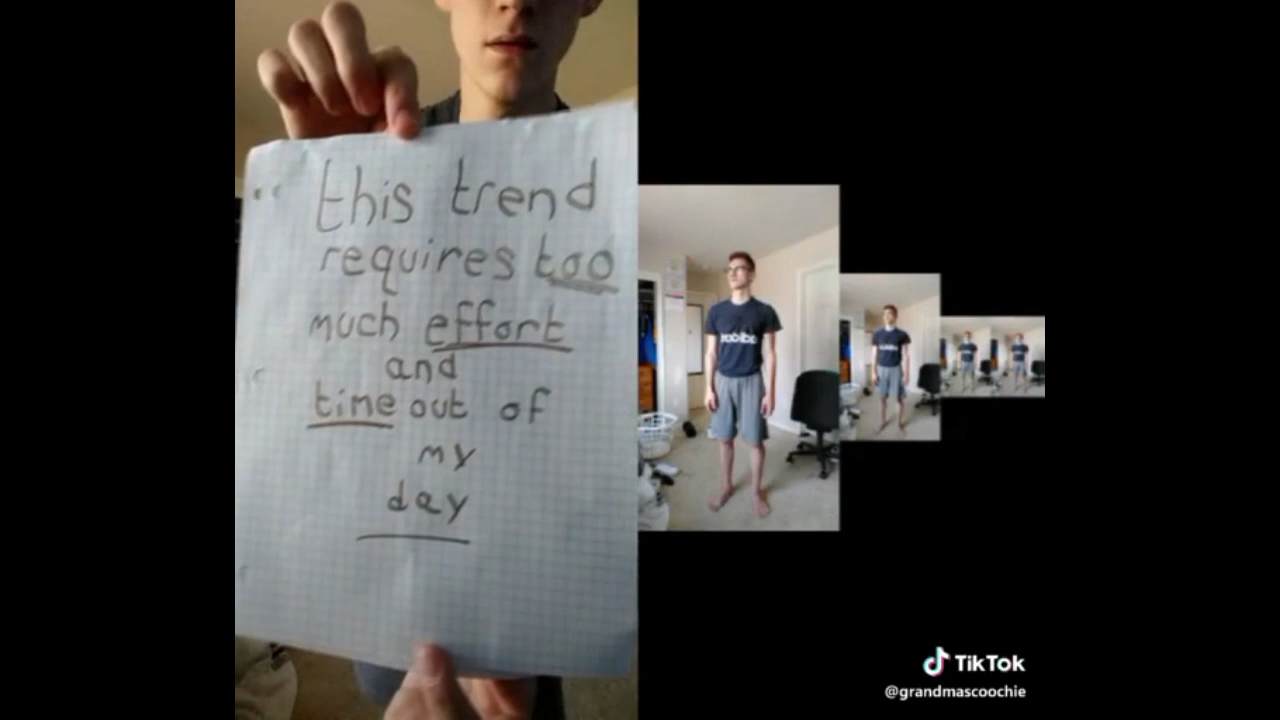 this trend
requires too
much effort
and
time out of
my
day
TikTok
@grandmascoochie